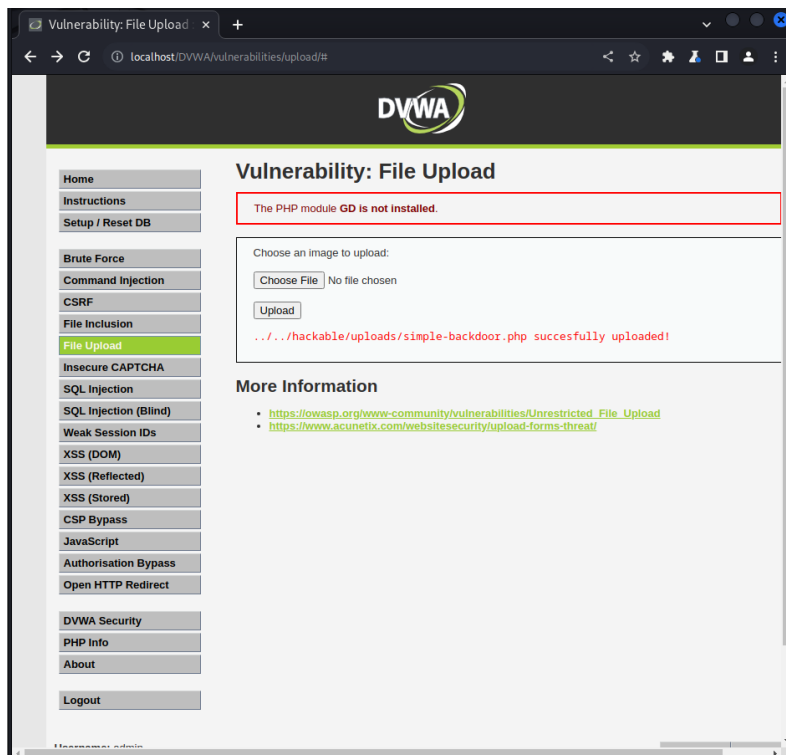 Vulnerability: File Upload
localhost/DVWA/vulnerabilities/upload/#
DVWA
Home
Instructions
Setup / Reset DB
Brute Force
Command Injection
CSRF
File Inclusion
File Upload
Insecure CAPTCHA
SQL Injection
SQL Injection (Blind)
Weak Session IDs
XSS (DOM)
XSS (Reflected)
XSS (Stored)
CSP Bypass
JavaScript
Authorisation Bypass
Open HTTP Redirect
DVWA Security
PHP Info
About
Logout
Username: admin
Vulnerability: File Upload
The PHP module GD is not installed.
Choose an image to upload:
Choose File No file chosen
Upload
../../hackable/uploads/simple-backdoor.php succesfully uploaded!
More Information
https://owasp.org/www-community/vulnerabilities/Unrestricted_File_Upload
https://www.acunetix.com/websitesecurity/upload-forms-threat/